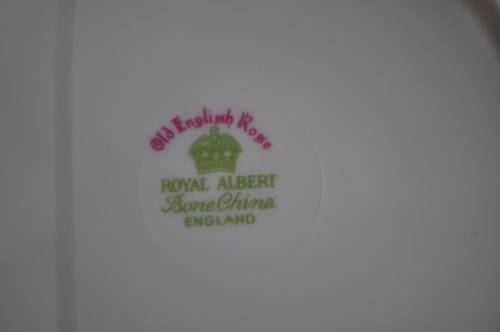 Old English Rose
ROYAL ALBERT
Bone China
ENGLAND